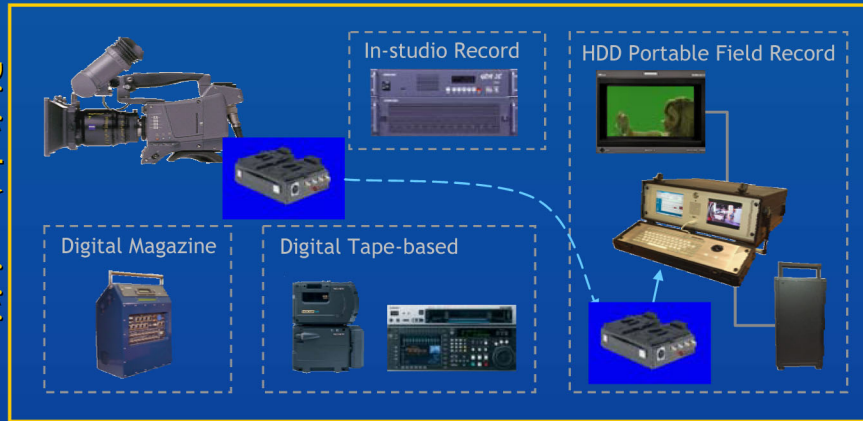 In-studio Record
HDD Portable Field Record
Digital Magazine
Digital Tape-based